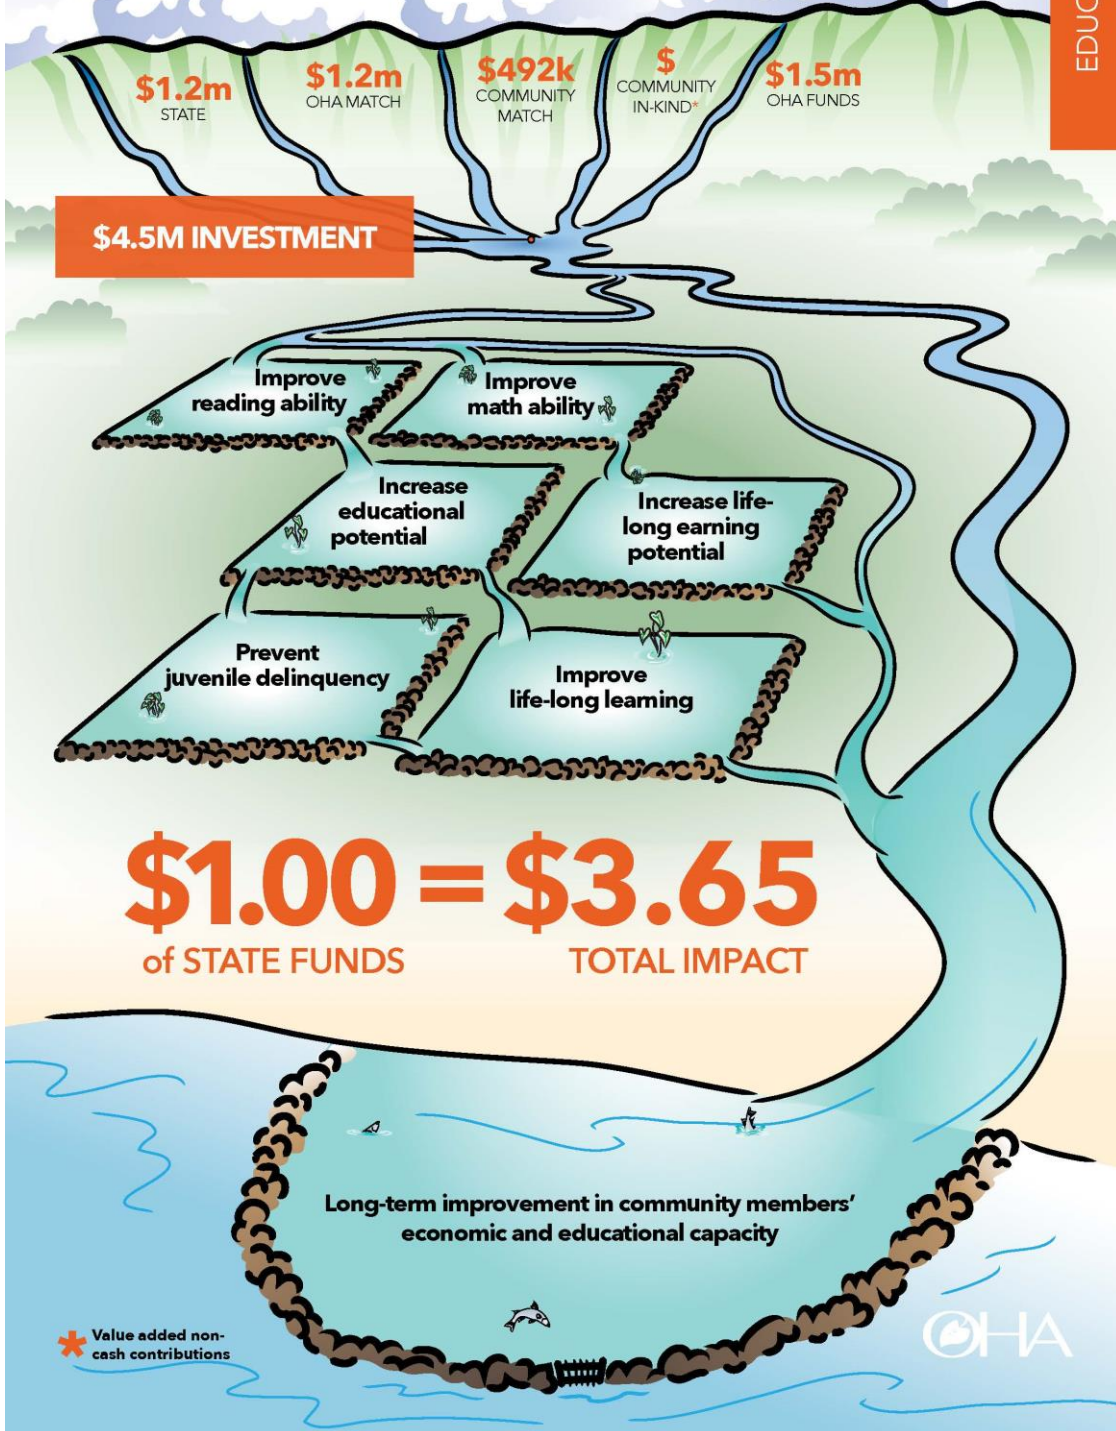 EDUC
$1.2m
STATE
$1.2m
OHA MATCH
$492k
COMMUNITY
MATCH
$
COMMUNITY
IN-KIND*
$1.5m
OHA FUNDS
$4.5M INVESTMENT
Improve
reading ability
Improve
math ability
Increase
educational
potential
Increase life-
long earning
potential
Prevent
juvenile delinquency
Improve
life-long learning
$1.00 = $3.65
of STATE FUNDS TOTAL IMPACT
Long-term improvement in community members’
economic and educational capacity
* Value added non-
cash contributions
OHA